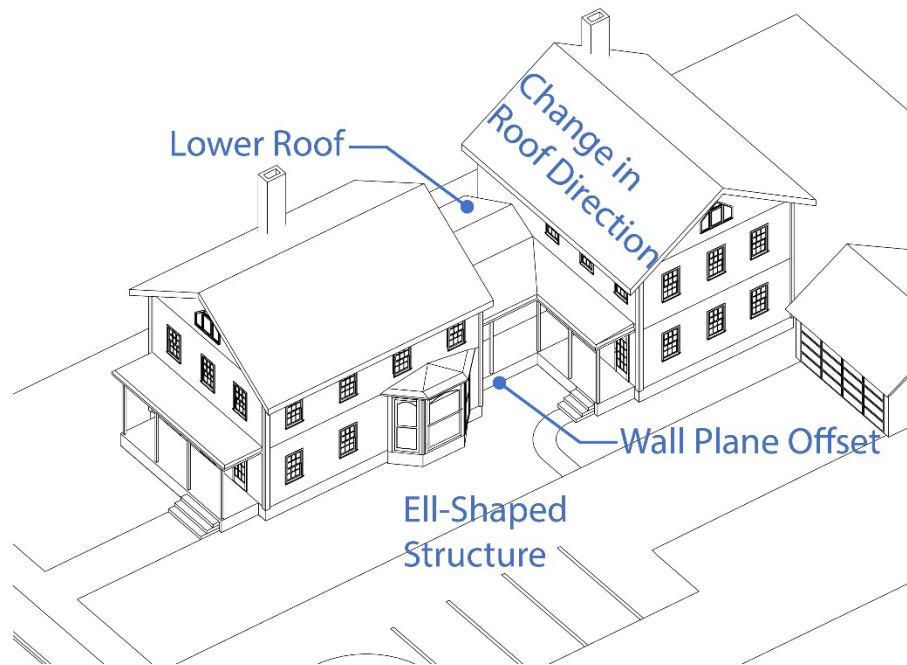 Change in
Roof Direction
Lower Roof
Wall Plane Offset
Ell-Shaped
Structure